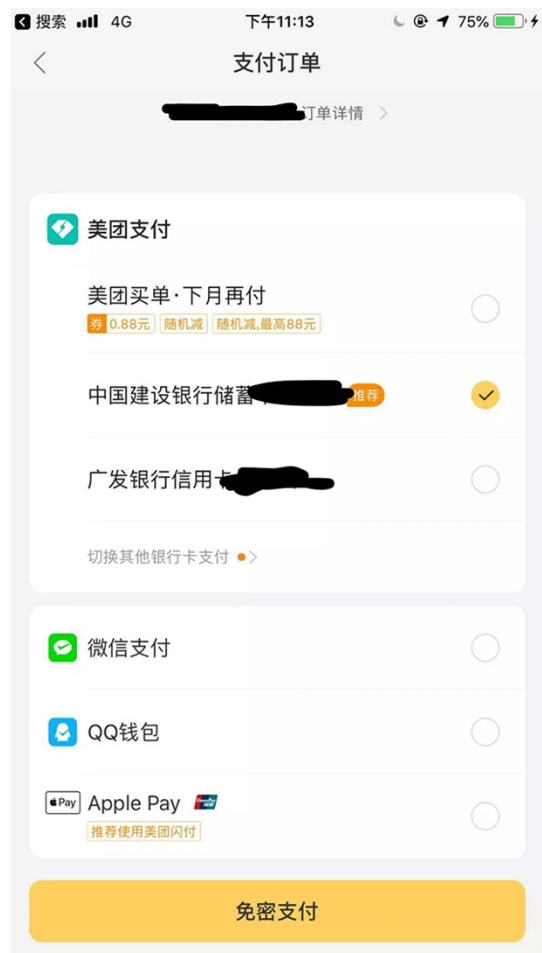 搜索 4G 下午11:13 75%
支付订单
订单详情
美团支付
美团买单·下月再付
券 0.88元 随机减 随机减,最高88元
中国建设银行储蓄 推荐
广发银行信用卡
切换其他银行卡支付
微信支付
QQ钱包
Pay Apple Pay
推荐使用美团闪付
免密支付